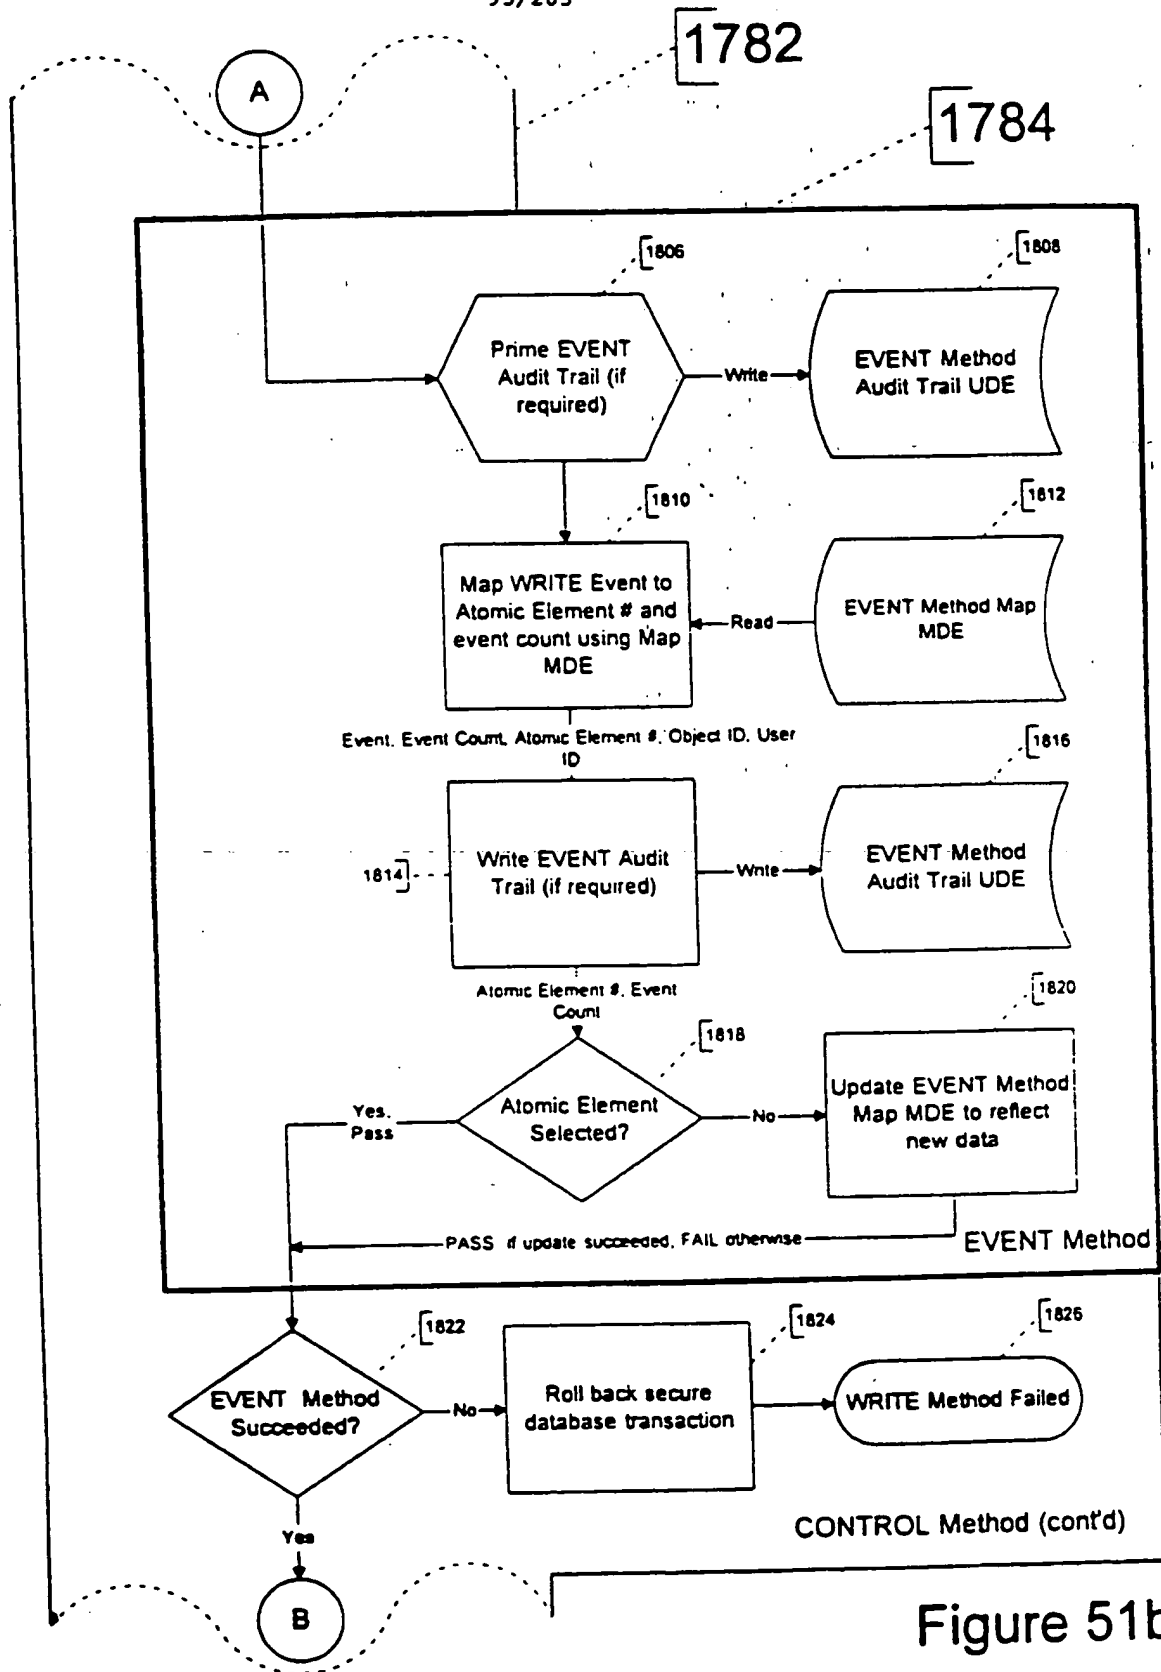 1782
A
1784
1806
1808
Prime EVENT
Audit Trail (if
required)
Write
EVENT Method
Audit Trail UDE
1810
1812
Map WRITE Event to
Atomic Element # and
event count using Map
MDE
Read
EVENT Method Map
MDE
Event, Event Count, Atomic Element #, Object ID, User
ID
1816
1814
Write EVENT Audit
Trail (if required)
Write
EVENT Method
Audit Trail UDE
Atomic Element #, Event
Count
1818
1820
Yes,
Pass
Atomic Element
Selected?
No
Update EVENT Method
Map MDE to reflect
new data
PASS if update succeeded, FAIL otherwise
EVENT Method
1822
1824
1826
EVENT Method
Succeeded?
No
Roll back secure
database transaction
WRITE Method Failed
Yes
CONTROL Method (cont'd)
B
Figure 51b